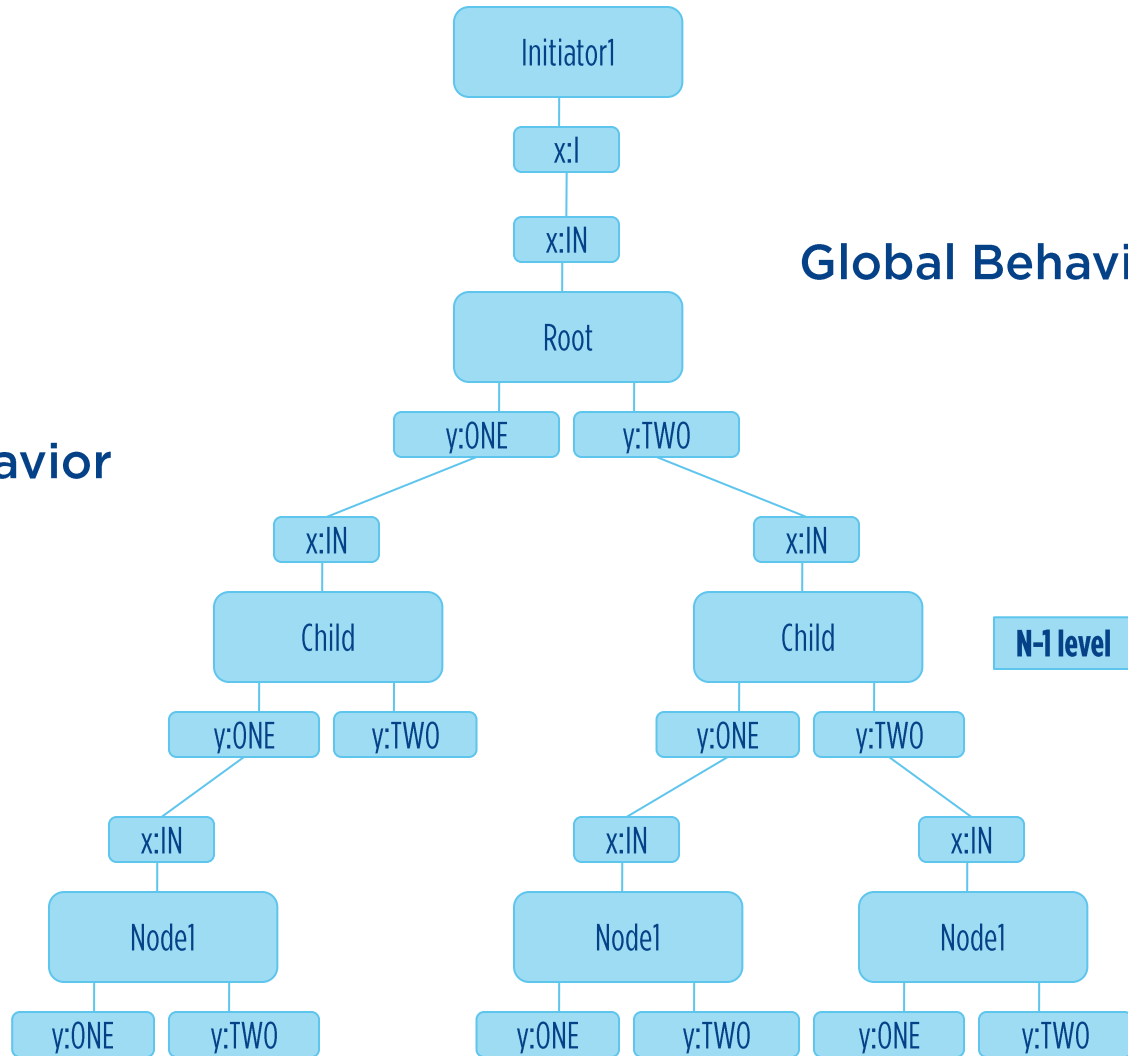 Initiator1
x:I
x:IN
Global Behavi
Root
y:ONE
y:TWO
avior
x:IN
x:IN
Child
Child
N-1 level
y:ONE
y:TWO
y:ONE
y:TWO
x:IN
x:IN
x:IN
Node1
Node1
Node1
y:ONE
y:TWO
y:ONE
y:TWO
y:ONE
y:TWO